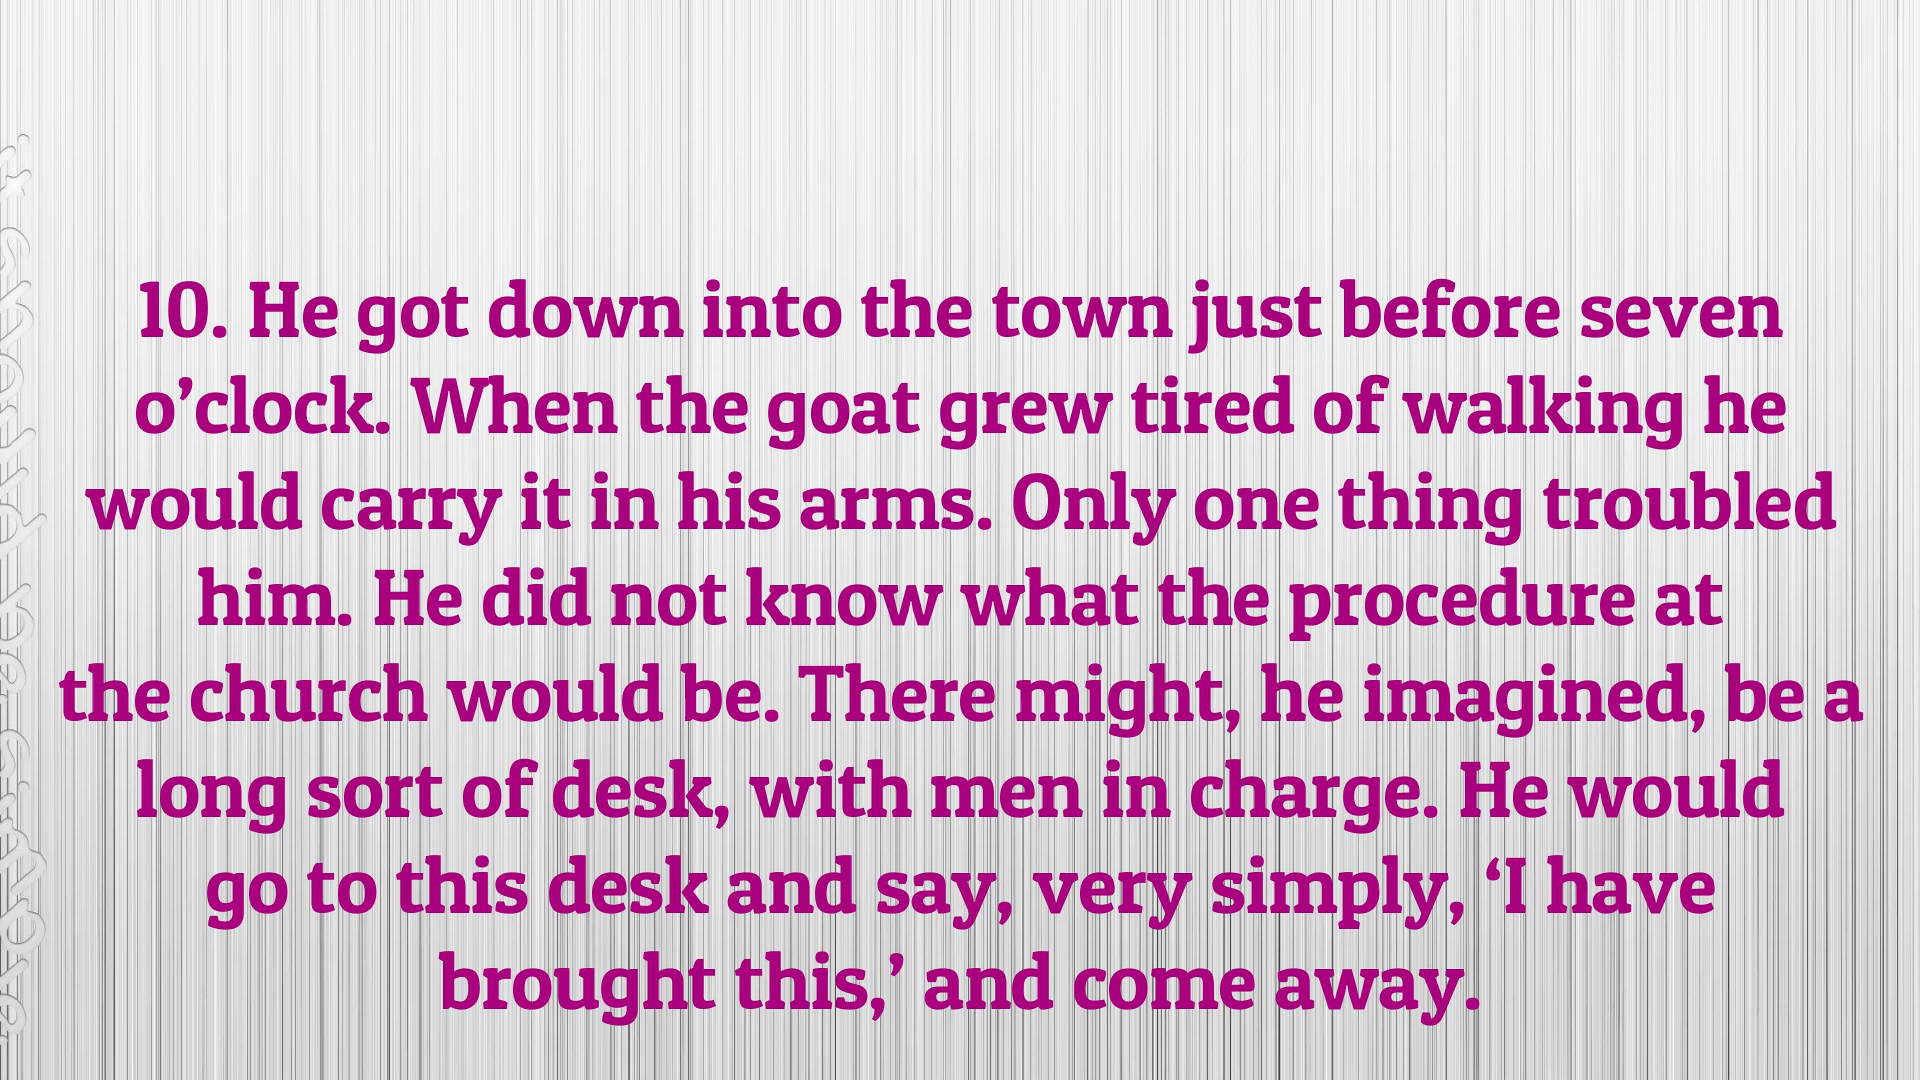 10. He got down into the town just before seven
o’clock. When the goat grew tired of walking he
would carry it in his arms. Only one thing troubled
him. He did not know what the procedure at
the church would be. There might, he imagined, be a
long sort of desk, with men in charge. He would
go to this desk and say, very simply, ‘I have
brought this,’ and come away.